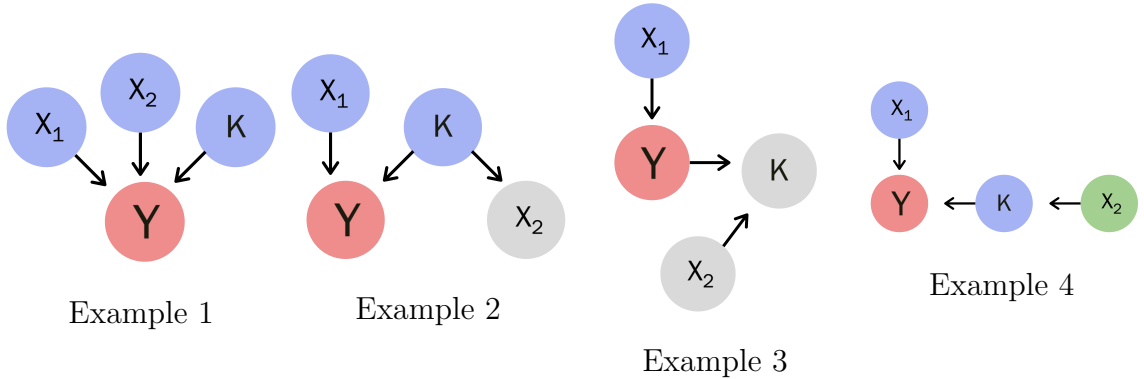 X₁
X₂
K
Y
Example 1
X₁
K
Y
X₂
Example 2
X₁
Y
K
X₂
Example 3
X₁
Y
K
X₂
Example 4